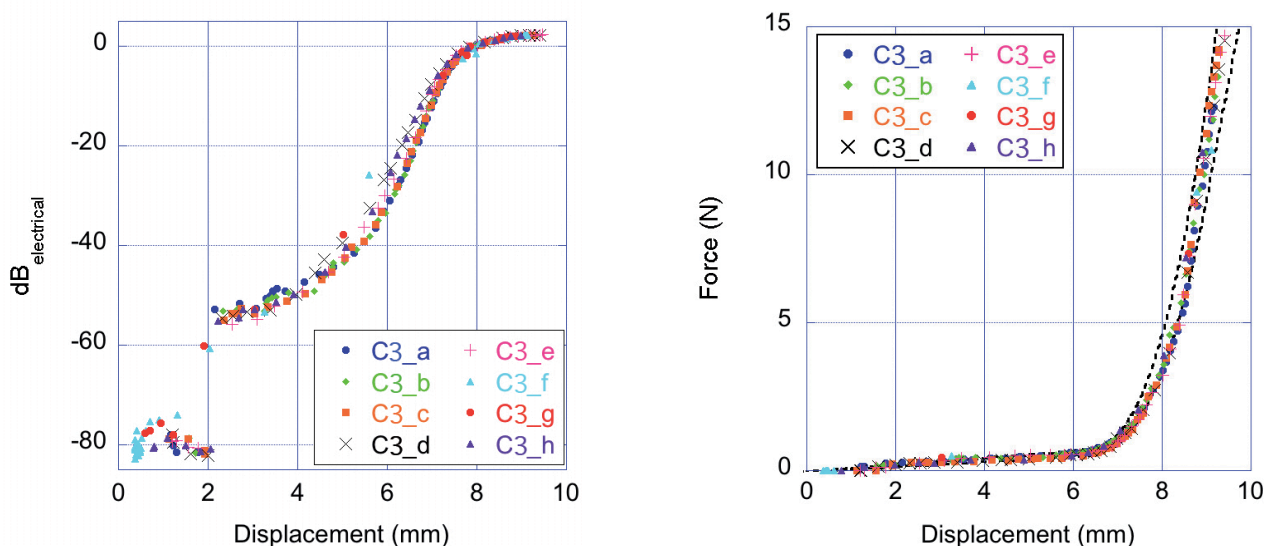 0
-20
-40
-60
-80
dB electrical
0 2 4 6 8 10
Displacement (mm)
C3_a C3_e
C3_b C3_f
C3_c C3_g
C3_d C3_h
15
10
5
0
Force (N)
0 2 4 6 8 10
Displacement (mm)
C3_a C3_e
C3_b C3_f
C3_c C3_g
C3_d C3_h